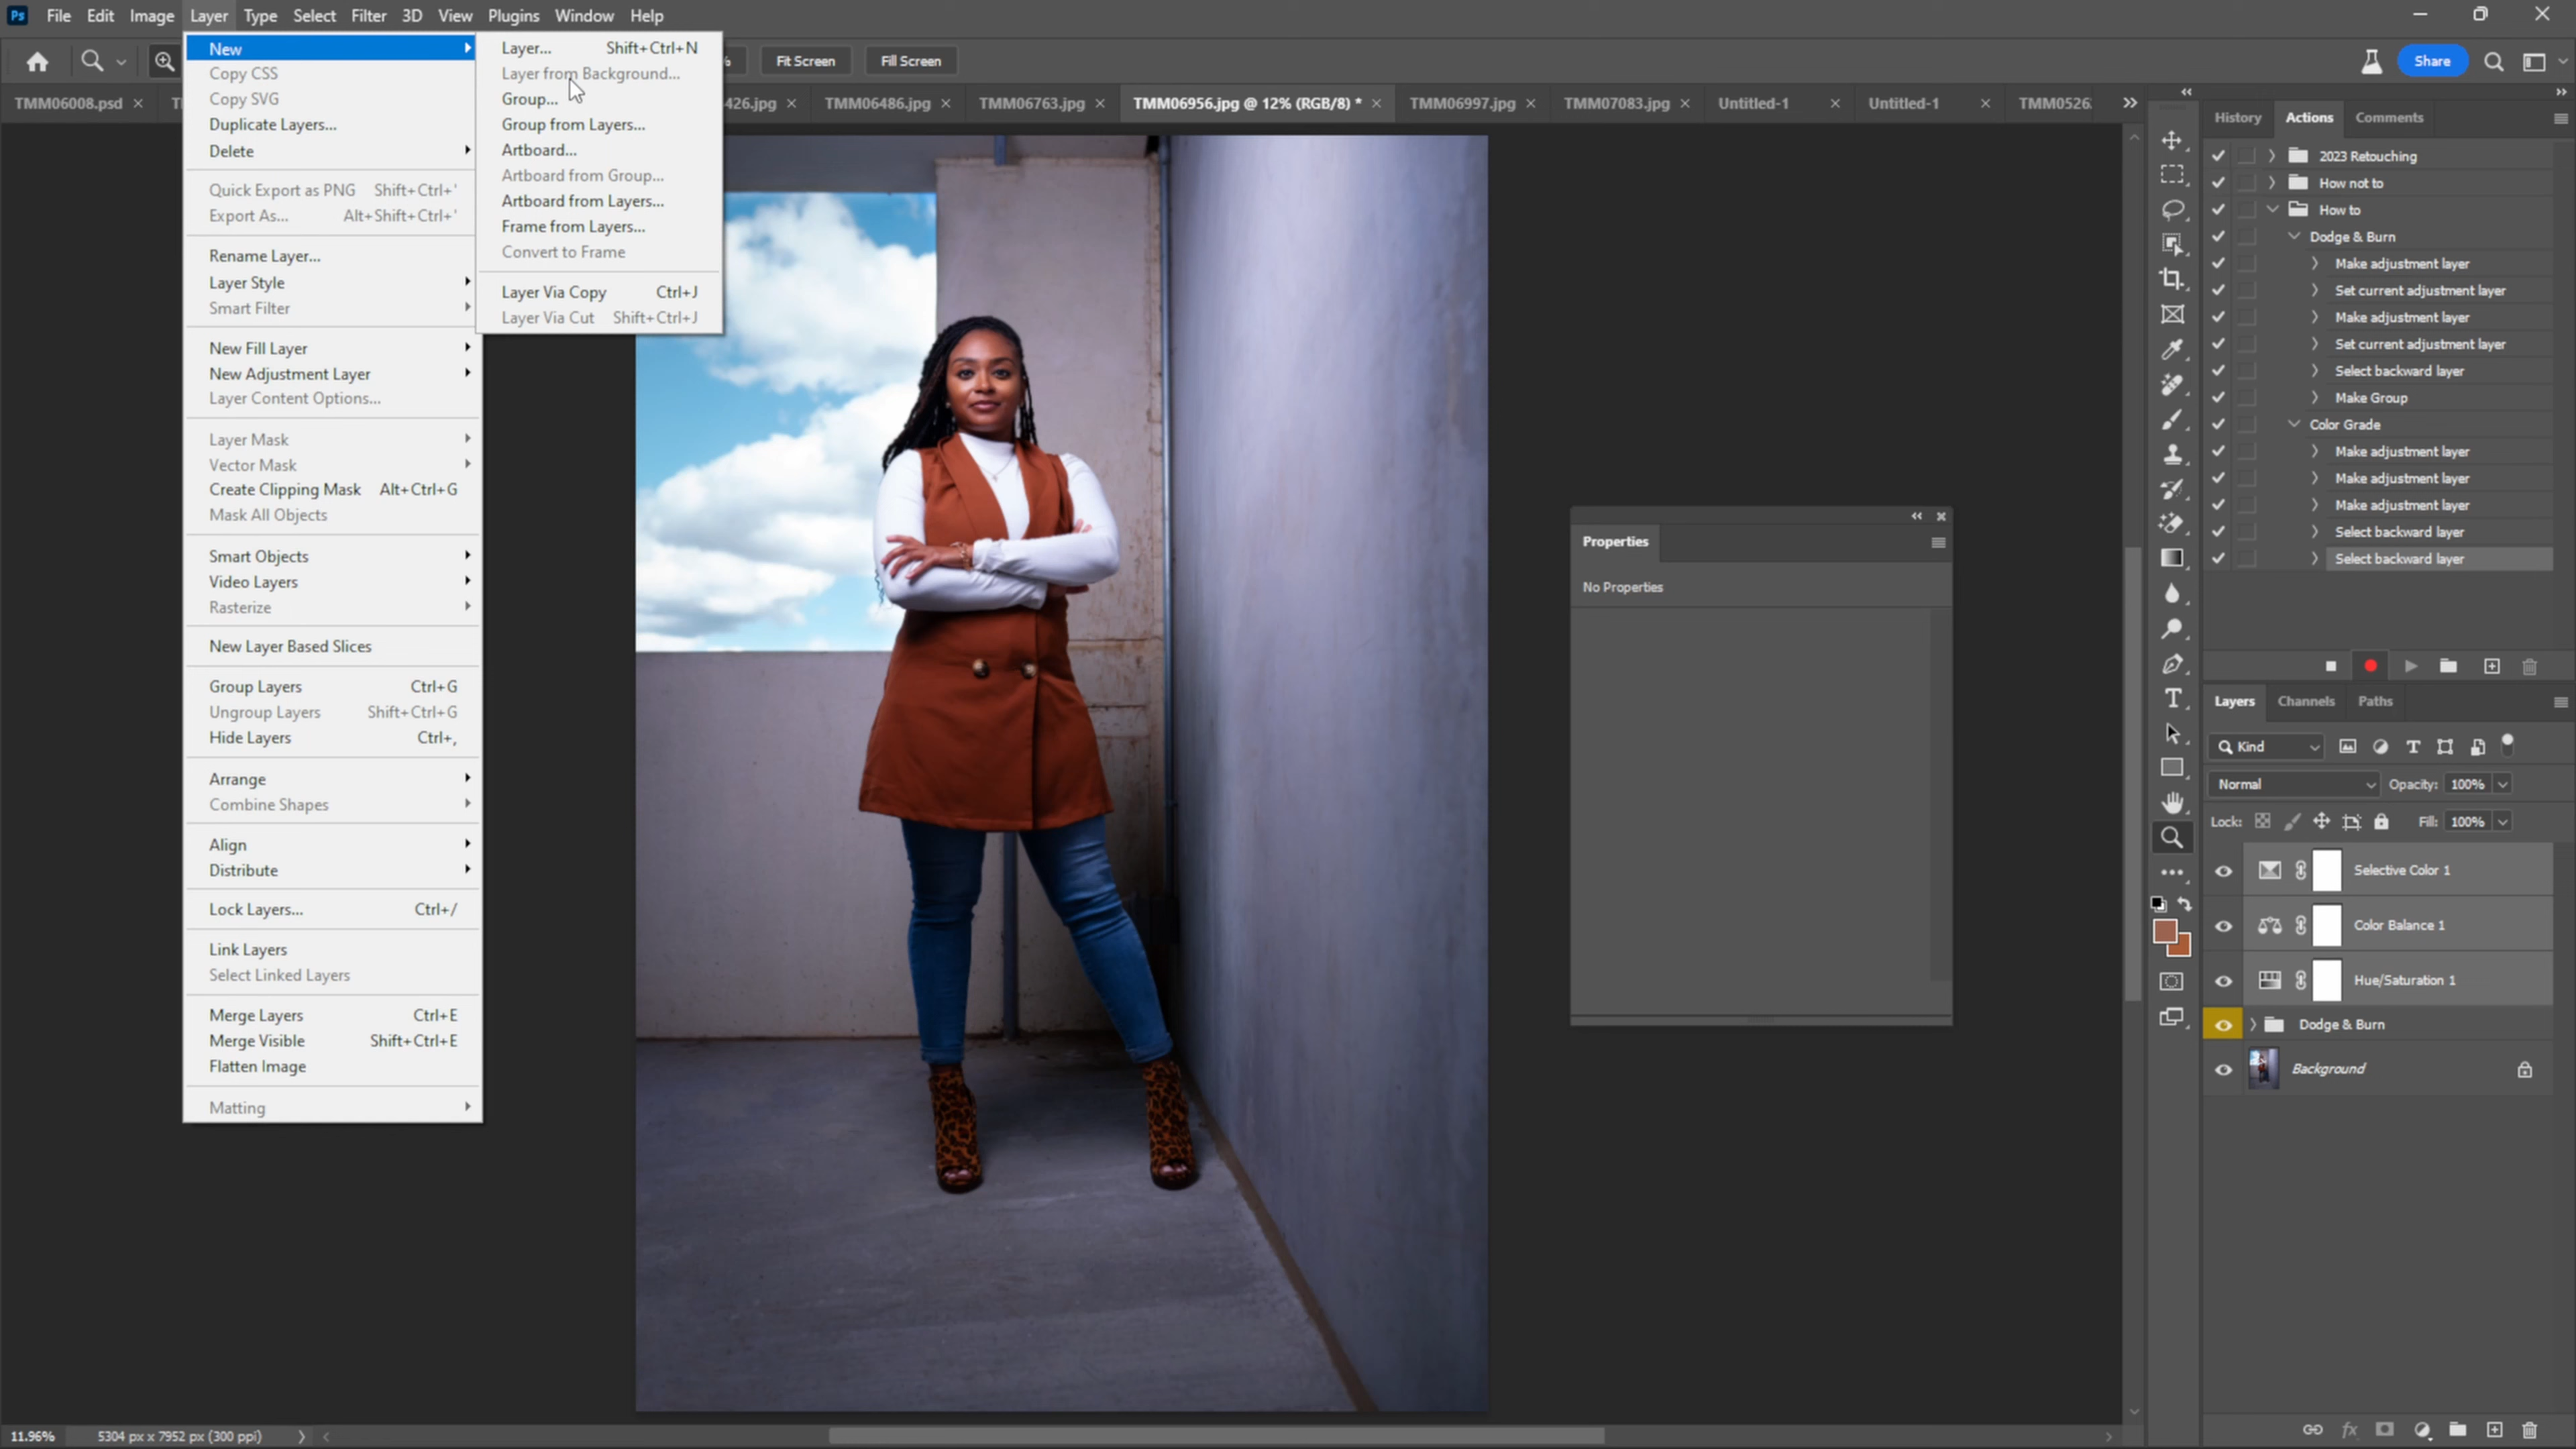 Ps File Edit Image Layer Type Select Filter 3D View Plugins Window Help
% Fit Screen Fill Screen Share
TMM06008.psd 426.jpg TMM06486.jpg TMM06763.jpg TMM06956.jpg @ 12% (RGB/8) * TMM06997.jpg TMM07083.jpg Untitled-1 Untitled-1 TMM0526
New
Copy CSS
Copy SVG
Duplicate Layers...
Delete
Quick Export as PNG Shift+Ctrl+'
Export As... Alt+Shift+Ctrl+'
Rename Layer...
Layer Style
Smart Filter
New Fill Layer
New Adjustment Layer
Layer Content Options...
Layer Mask
Vector Mask
Create Clipping Mask Alt+Ctrl+G
Mask All Objects
Smart Objects
Video Layers
Rasterize
New Layer Based Slices
Group Layers Ctrl+G
Ungroup Layers Shift+Ctrl+G
Hide Layers Ctrl+,
Arrange
Combine Shapes
Align
Distribute
Lock Layers... Ctrl+/
Link Layers
Select Linked Layers
Merge Layers Ctrl+E
Merge Visible Shift+Ctrl+E
Flatten Image
Matting
Layer... Shift+Ctrl+N
Layer from Background...
Group...
Group from Layers...
Artboard...
Artboard from Group...
Artboard from Layers...
Frame from Layers...
Convert to Frame
Layer Via Copy Ctrl+J
Layer Via Cut Shift+Ctrl+J
Properties
No Properties
History Actions Comments
2023 Retouching
How not to
How to
Dodge & Burn
Make adjustment layer
Set current adjustment layer
Make adjustment layer
Set current adjustment layer
Select backward layer
Make Group
Color Grade
Make adjustment layer
Make adjustment layer
Make adjustment layer
Select backward layer
Select backward layer
Layers Channels Paths
Kind
Normal Opacity: 100%
Lock: Fill: 100%
Selective Color 1
Color Balance 1
Hue/Saturation 1
Dodge & Burn
Background
11.96% 5304 px x 7952 px (300 ppi)